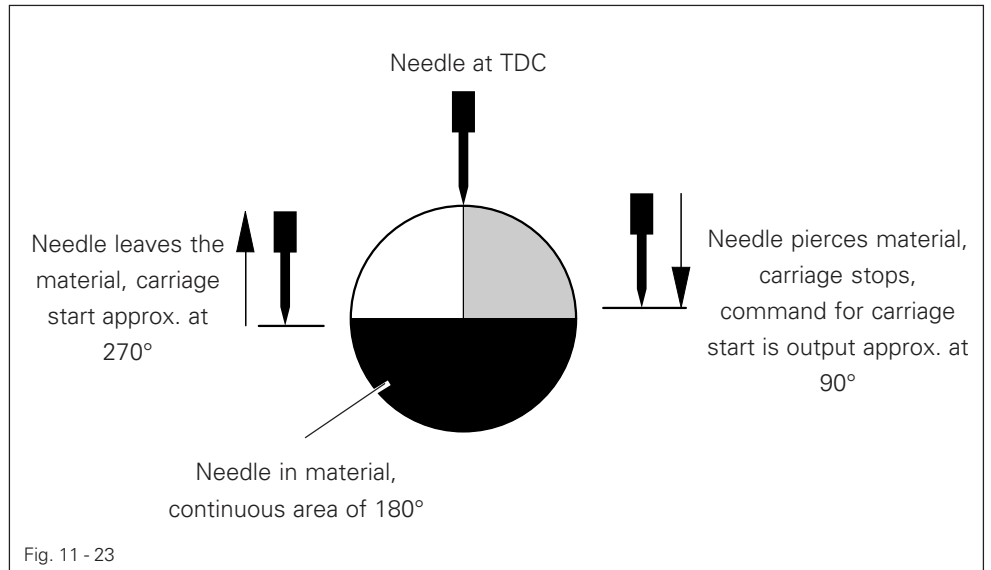 Needle at TDC
Needle leaves the
material, carriage
start approx. at
270°
Needle pierces material,
carriage stops,
command for carriage
start is output approx. at
90°
Needle in material,
continuous area of 180°
Fig. 11 - 23